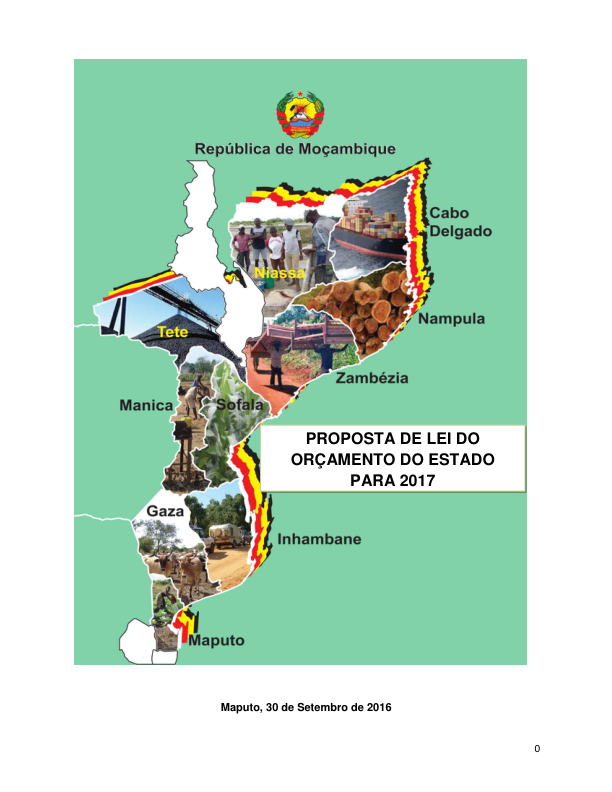 República de Moçambique
Cabo
Delgado
Niassa
Nampula
Tete
Zambézia
Manica
Sofala
PROPOSTA DE LEI DO
ORÇAMENTO DO ESTADO
PARA 2017
Gaza
Inhambane
Maputo
Maputo, 30 de Setembro de 2016
0